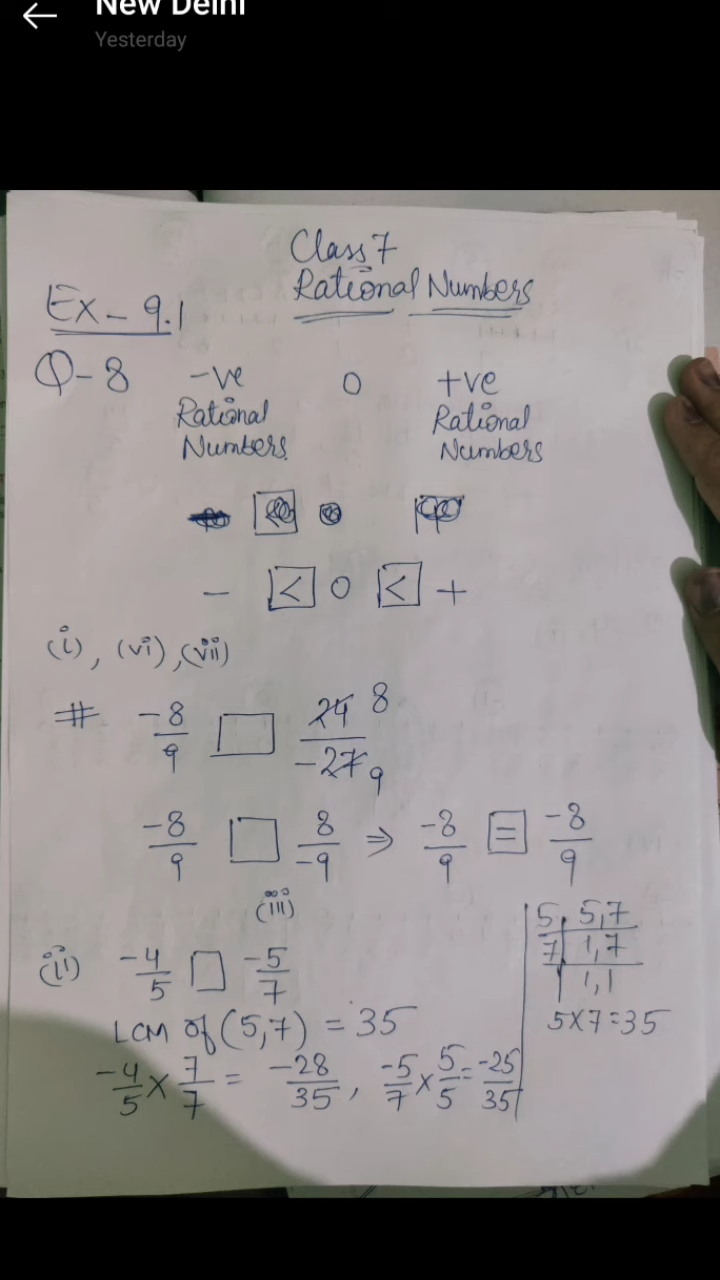 New Delhi
Yesterday
Class 7
Rational Numbers
Ex - 9.1
Q-8 -ve 0 +ve
Rational Rational
Numbers Numbers
- < 0 < +
(i), (vi), (vii)
# -8/9 □ 24/-27 8 9
-8/9 □ 8/-9 ⇒ -8/9 = -8/9
(iii)
(ii) -4/5 □ -5/7
LCM of (5,7) = 35
-4/5 × 7/7 = -28/35, -5/7 × 5/5 = -25/35
5 5,7
7 1,7
1,1
5×7=35